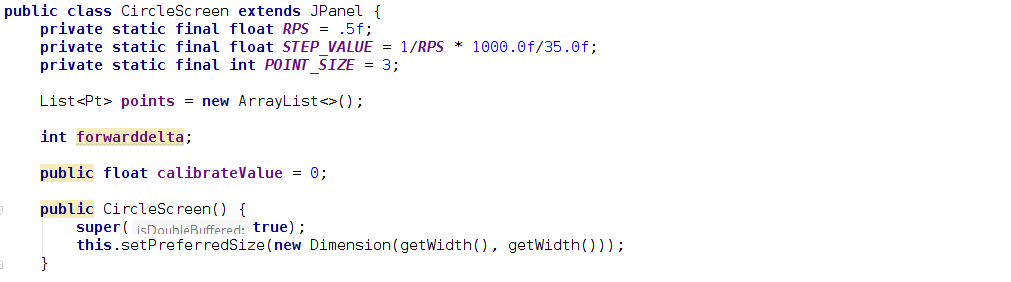 public class CircleScreen extends JPanel {
private static final float RPS = .5f;
private static final float STEP_VALUE = 1/RPS * 1000.0f/35.0f;
private static final int POINT_SIZE = 3;
List<Pt> points = new ArrayList<>();
int forwarddelta;
public float calibrateValue = 0;
public CircleScreen() {
super( isDoubleBuffered: true);
this.setPreferredSize(new Dimension(getWidth(), getWidth()));
}